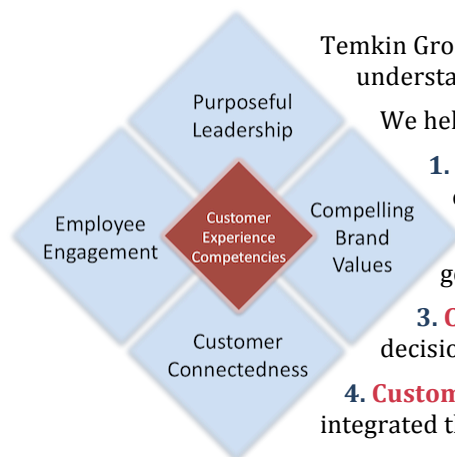 Purposeful
Leadership
Employee
Engagement
Customer
Experience
Competencies
Compelling
Brand
Values
Customer
Connectedness
Temkin Gro
understa
We hel
1.
3.
decisio
4. Custom
integrated th